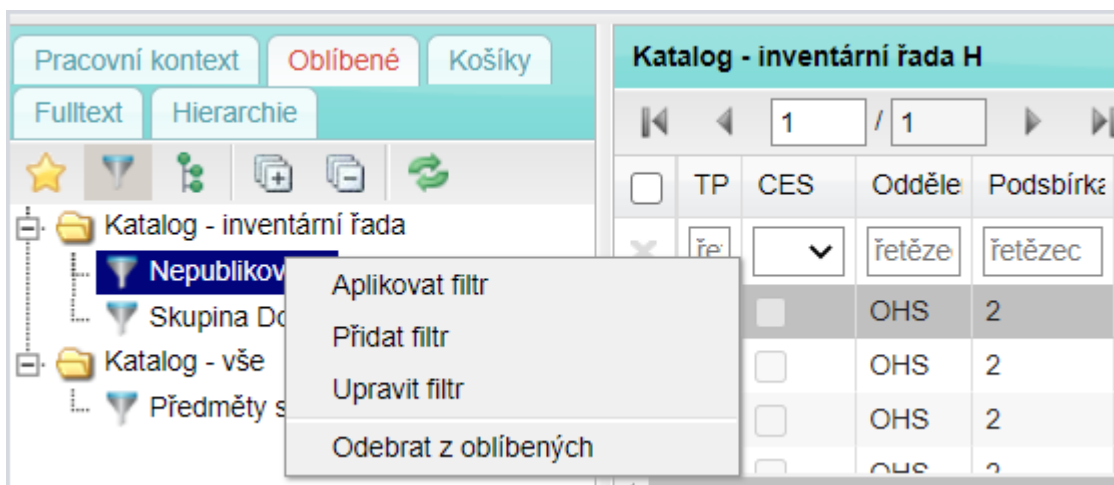 Pracovní kontext Oblíbené Košíky
Fulltext Hierarchie
Katalog - inventární řada
Skupina
Katalog - vše
Předměty
Aplikovat filtr
Přidat filtr
Upravit filtr
Odebrat z oblíbených
Katalog - inventární řada H
1 / 1
TP CES Odděle Podsbírka
řetěze řetězec
OHS 2
OHS 2
OHS 2
OHS 2